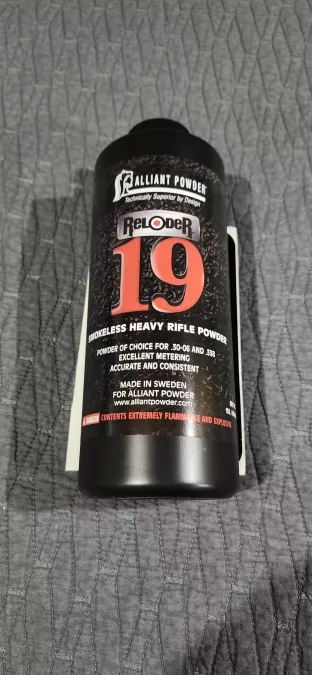 ALLIANT POWDER
Technically Superior by Design
RELODER
19
SMOKELESS HEAVY RIFLE POWDER
POWDER OF CHOICE FOR .30-06 AND .338
EXCELLENT METERING
ACCURATE AND CONSISTENT
MADE IN SWEDEN
FOR ALLIANT POWDER
www.alliantpowder.com
CONTENTS EXTREMELY FLAMMABLE AND EXPLOSIVE